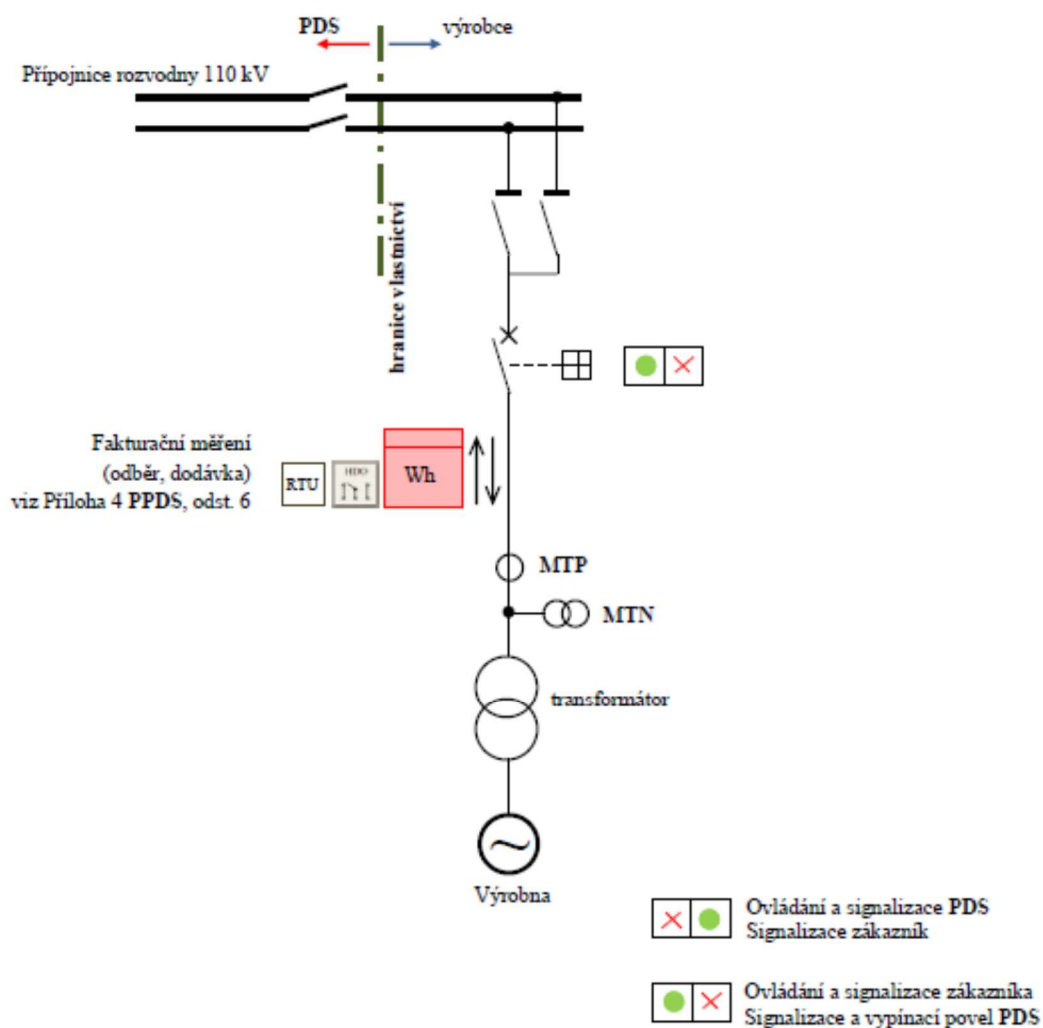 PDS
výrobce
Přípojnice rozvodny 110 kV
hranice vlastnictví
Fakturační měření
(odběr, dodávka)
viz Příloha 4 PPDS, odst. 6
RTU
HDO
Wh
MTP
MTN
transformátor
Výrobna
Ovládání a signalizace PDS
Signalizace zákazník
Ovládání a signalizace zákazníka
Signalizace a vypínací povel PDS